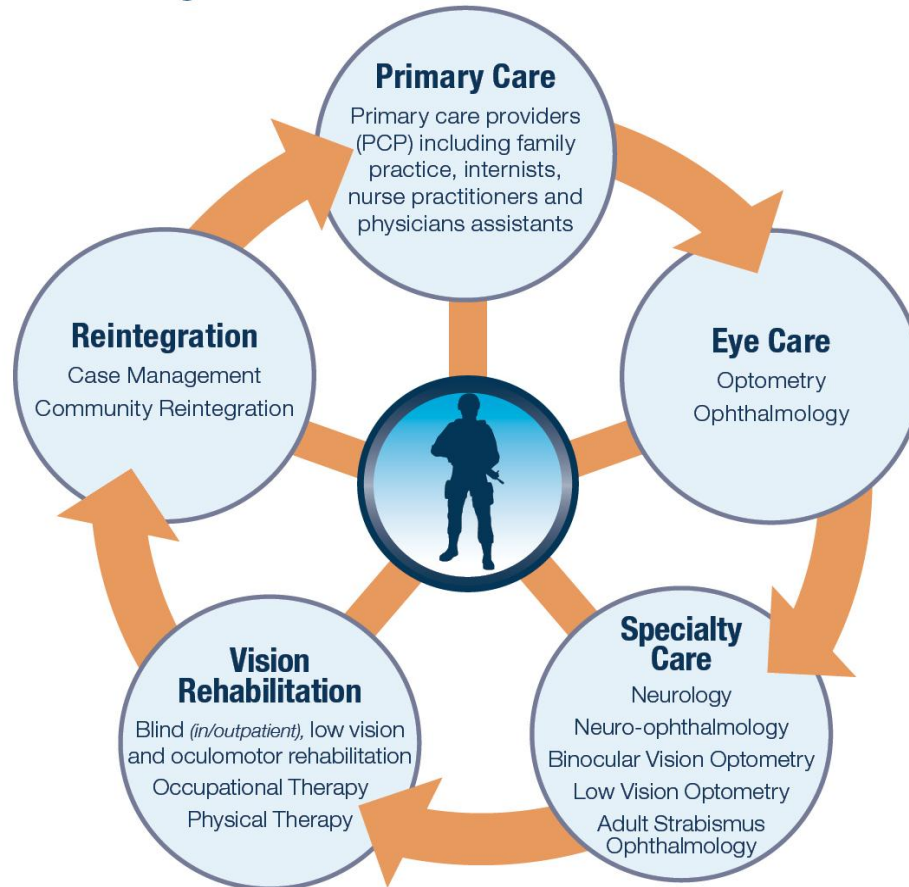 Primary Care
Primary care providers
(PCP) including family
practice, internists,
nurse practitioners and
physicians assistants
Eye Care
Optometry
Ophthalmology
Specialty
Care
Neurology
Neuro-ophthalmology
Binocular Vision Optometry
Low Vision Optometry
Adult Strabismus
Ophthalmology
Vision
Rehabilitation
Blind (in/outpatient), low vision
and oculomotor rehabilitation
Occupational Therapy
Physical Therapy
Reintegration
Case Management
Community Reintegration